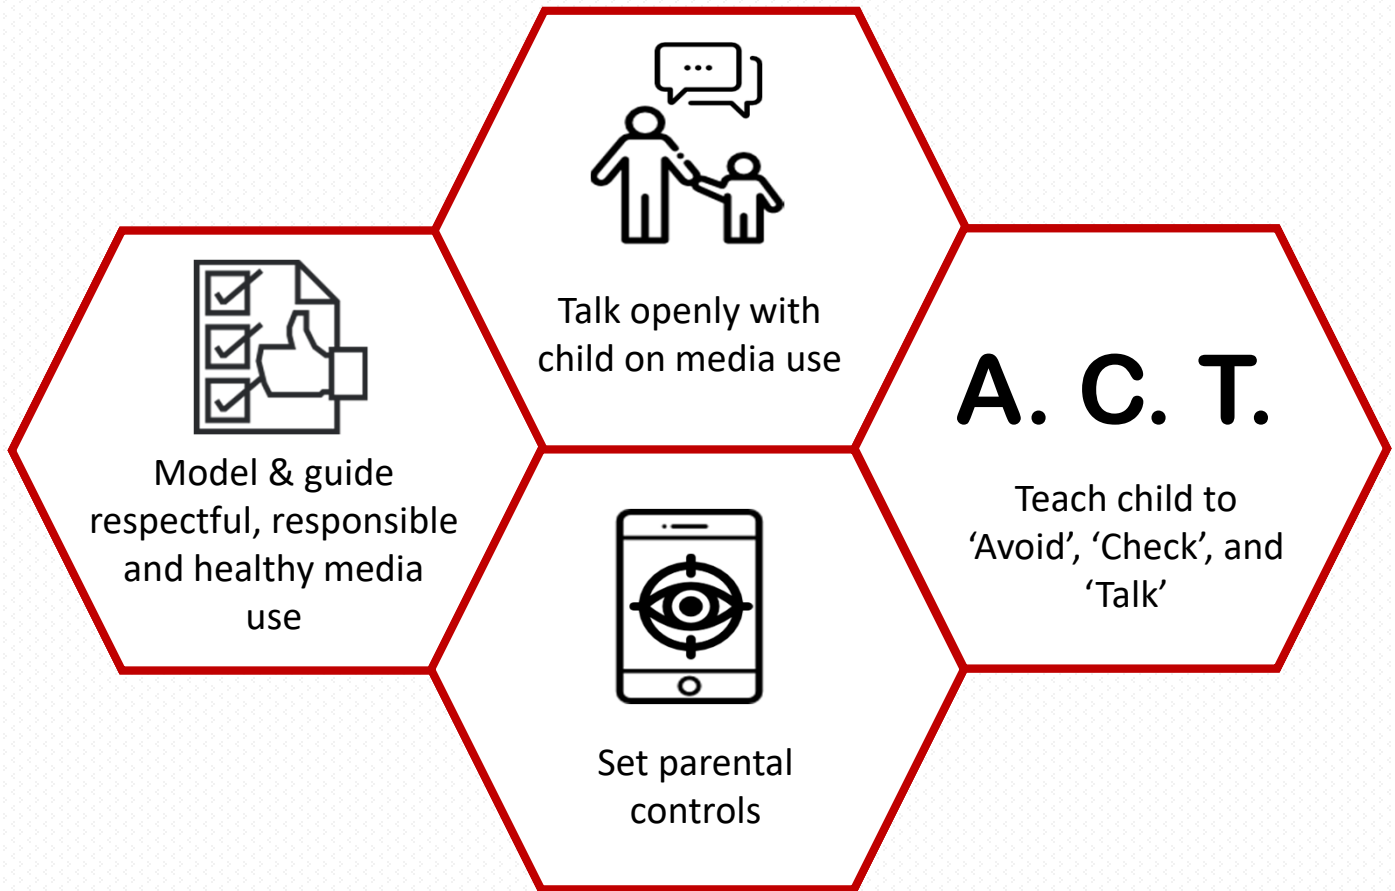 Talk openly with
child on media use
Model & guide
respectful, responsible
and healthy media
use
A. C. T.
Teach child to
‘Avoid’, ‘Check’, and
‘Talk’
Set parental
controls